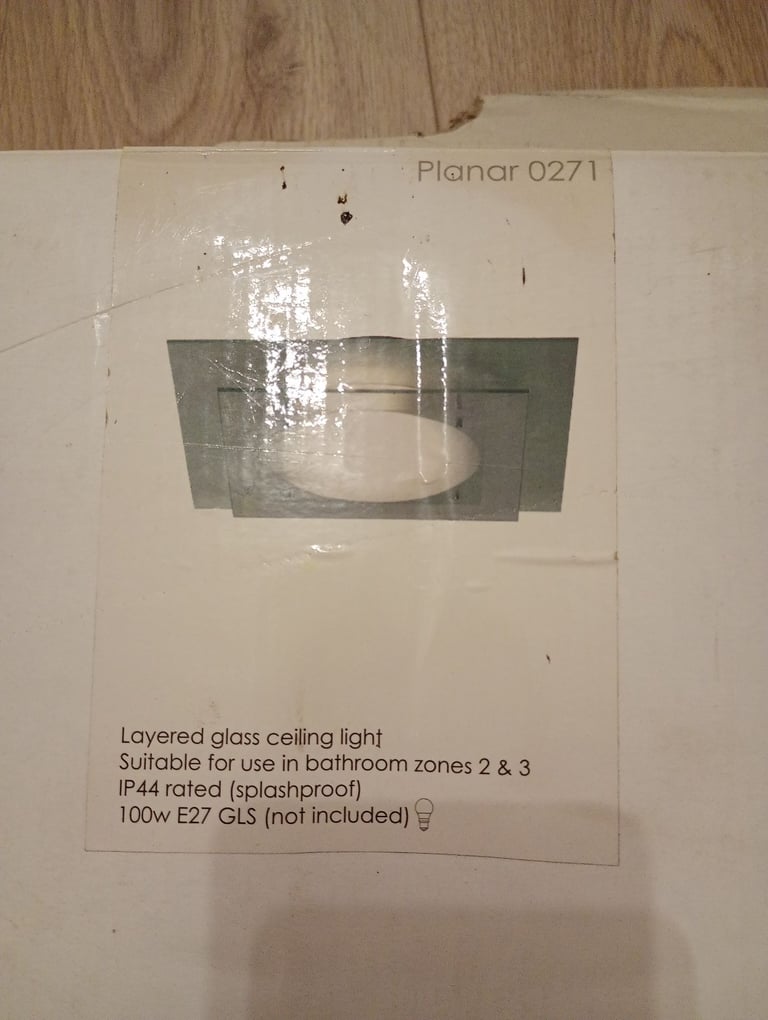 Planar 0271
Layered glass ceiling light
Suitable for use in bathroom zones 2 & 3
IP44 rated (splashproof)
100w E27 GLS (not included)